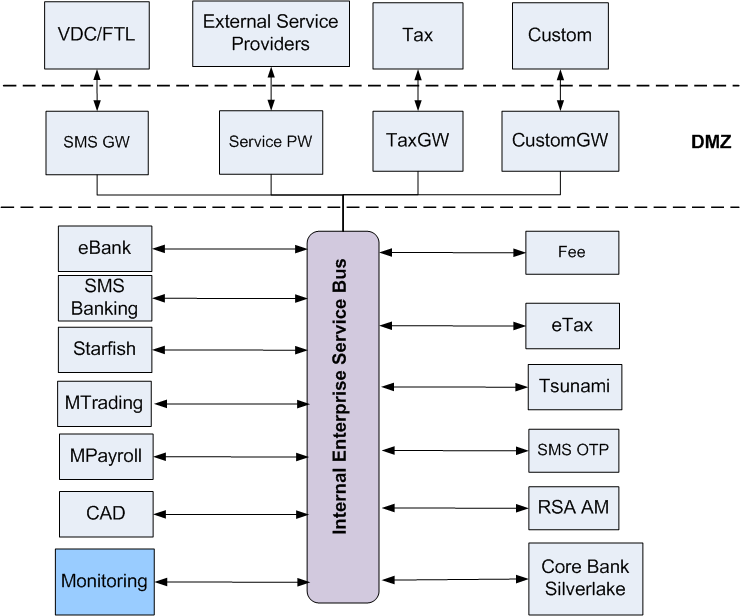 VDC/FTL
External Service
Providers
Tax
Custom
SMS GW
Service PW
TaxGW
CustomGW
DMZ
eBank
SMS
Banking
Starfish
MTrading
MPayroll
CAD
Monitoring
Internal Enterprise Service Bus
Fee
eTax
Tsunami
SMS OTP
RSA AM
Core Bank
Silverlake